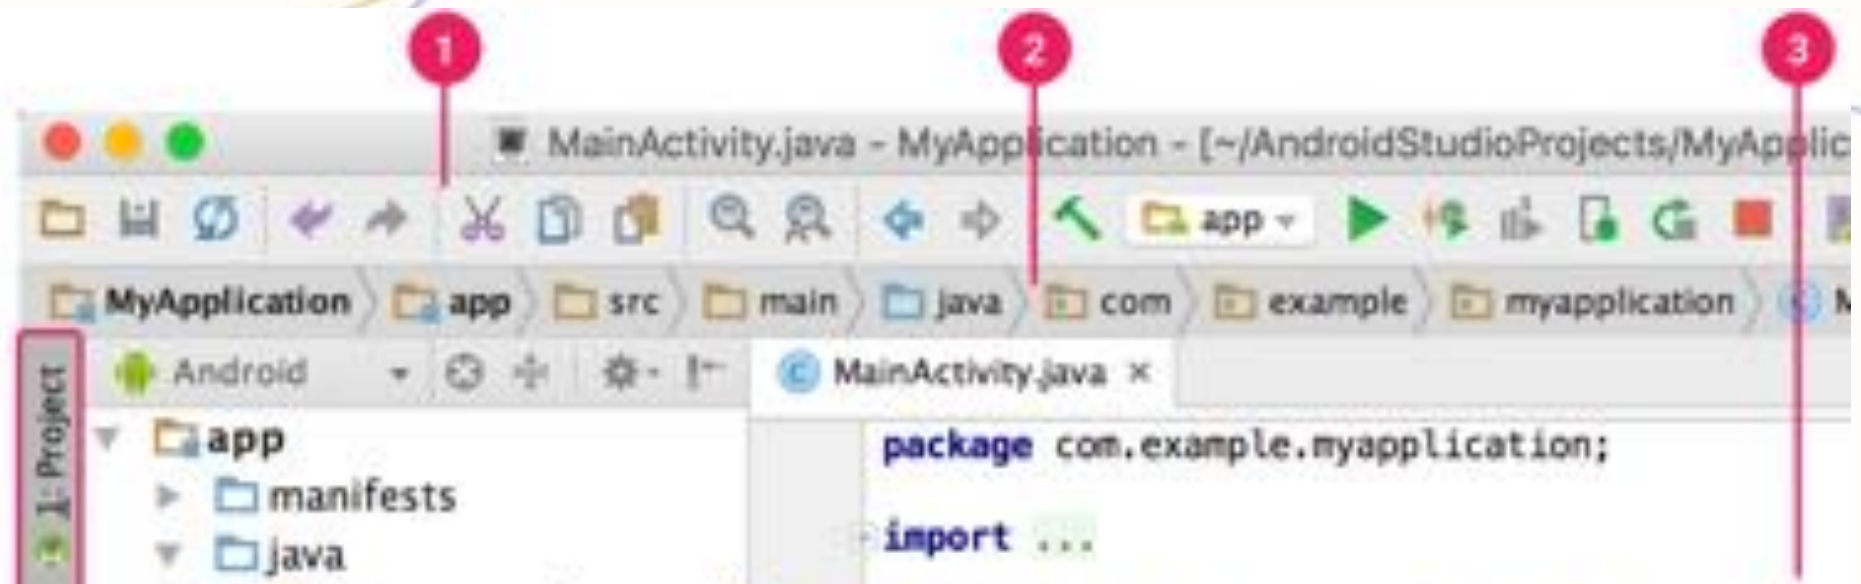 1 2 3
MainActivity.java - MyApplication - [~/AndroidStudioProjects/MyApplic
app
MyApplication app src main java com example myapplication M
1: Project
Android
MainActivity.java
app
package com.example.myapplication;
manifests
import ...
java